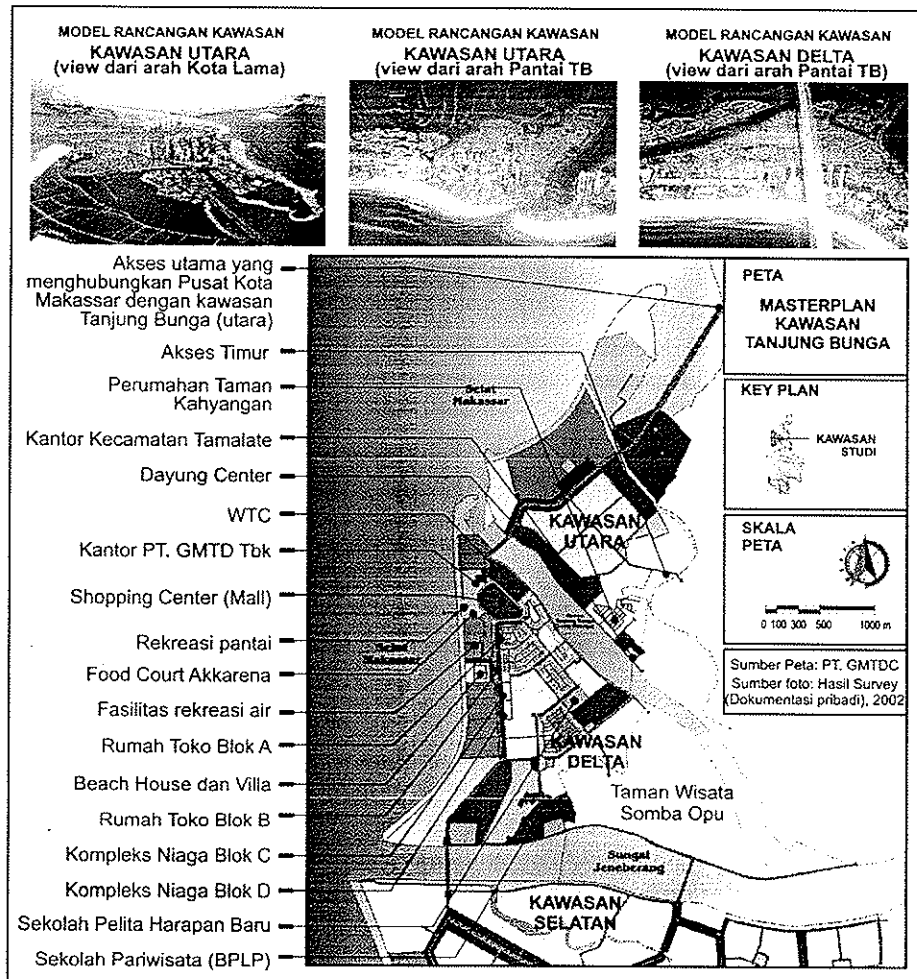 MODEL RANCANGAN KAWASAN
KAWASAN UTARA
(view dari arah Kota Lama)
MODEL RANCANGAN KAWASAN
KAWASAN UTARA
(view dari arah Pantai TB
MODEL RANCANGAN KAWASAN
KAWASAN DELTA
(view dari arah Pantai TB)
Akses utama yang
menghubungkan Pusat Kota
Makassar dengan kawasan
Tanjung Bunga (utara)
Akses Timur
Perumahan Taman
Kahyangan
Kantor Kecamatan Tamalate
Dayung Center
WTC
Kantor PT. GMTD Tbk
Shopping Center (Mall)
Rekreasi pantai
Food Court Akkarena
Fasilitas rekreasi air
Rumah Toko Blok A
Beach House dan Villa
Rumah Toko Blok B
Kompleks Niaga Blok C
Kompleks Niaga Blok D
Sekolah Pelita Harapan Baru
Sekolah Pariwisata (BPLP)
Selat
Makassar
KAWASAN
UTARA
Selat
Makassar
KAWASAN
DELTA
Taman Wisata
Somba Opu
Sungai
Jeneberang
KAWASAN
SELATAN
PETA
MASTERPLAN
KAWASAN
TANJUNG BUNGA
KEY PLAN
KAWASAN
STUDI
SKALA
PETA
0 100 300 500 1000 m
Sumber Peta: PT. GMTDC
Sumber foto: Hasil Survey
(Dokumentasi pribadi), 2002